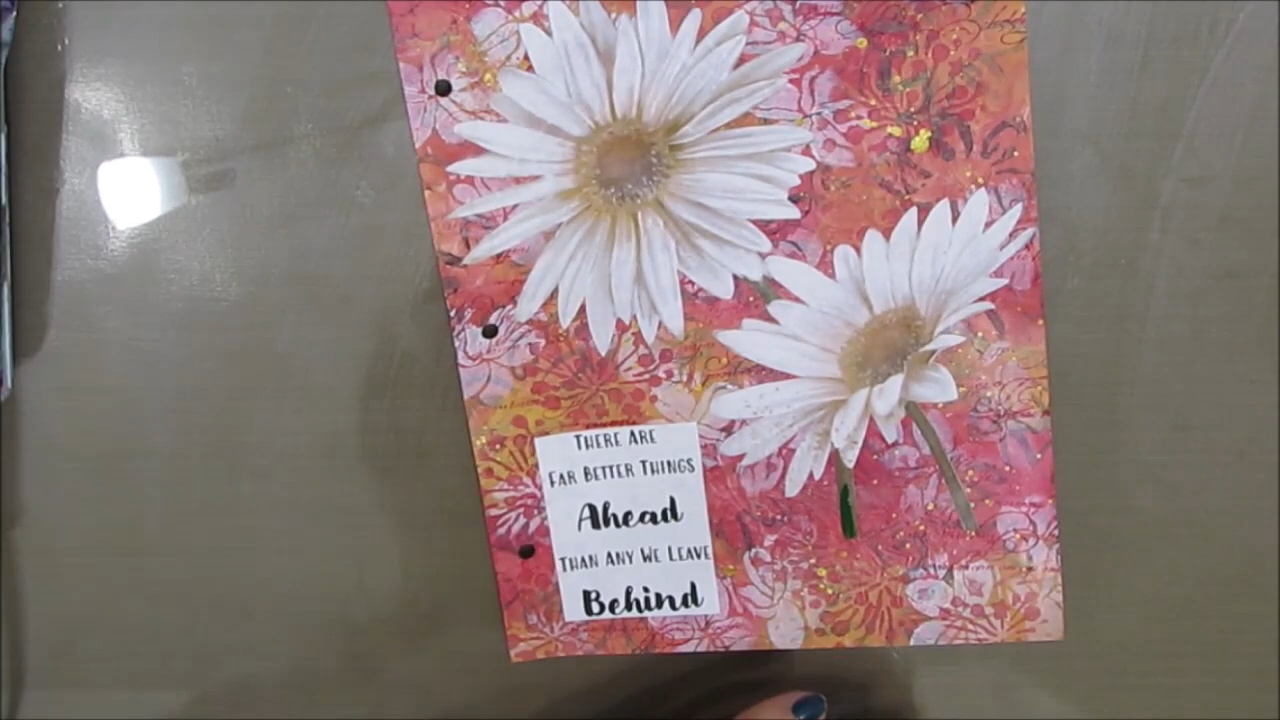 There Are
Far Better Things
Ahead
Than Any We Leave
Behind